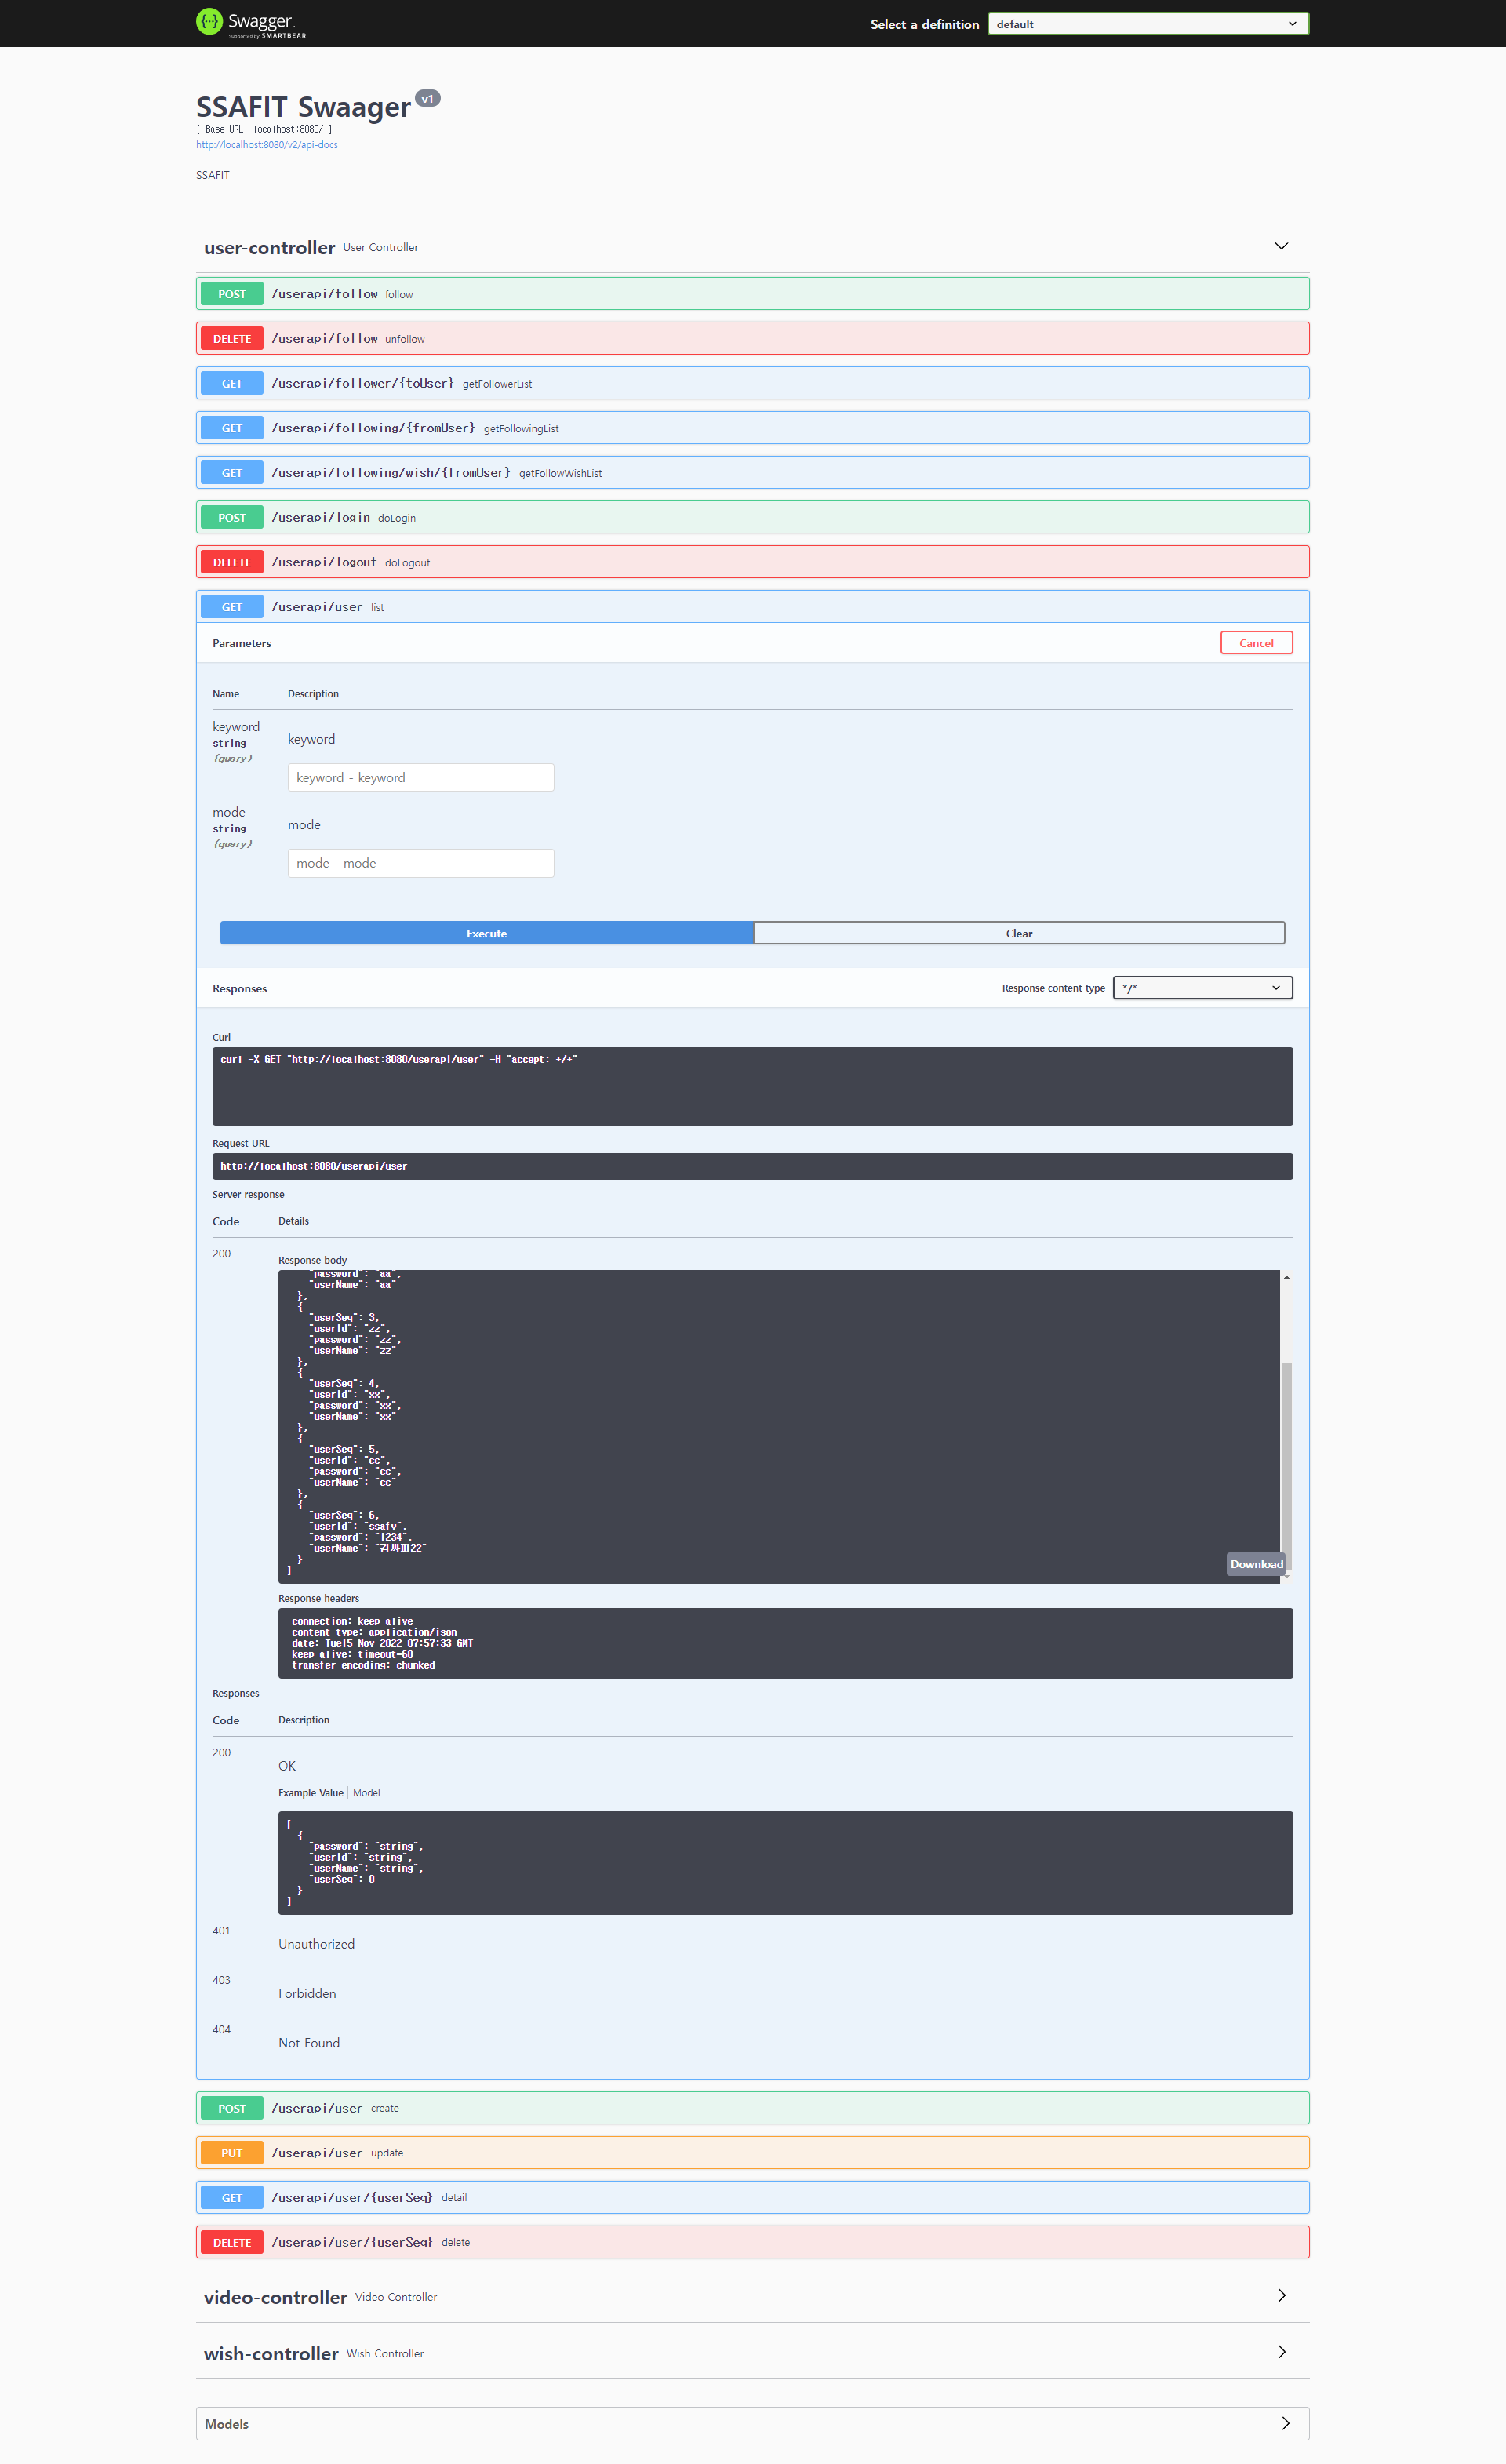 Swagger.
Supported by SMARTBEAR
Select a definition
default
SSAFIT Swaager v1
[ Base URL: localhost:8080/ ]
http://localhost:8080/v2/api-docs
SSAFIT
user-controller User Controller
POST /userapi/follow follow
DELETE /userapi/follow unfollow
GET /userapi/follower/{toUser} getFollowerList
GET /userapi/following/{fromUser} getFollowingList
GET /userapi/following/wish/{fromUser} getFollowWishList
POST /userapi/login doLogin
DELETE /userapi/logout doLogout
GET /userapi/user list
Parameters Cancel
Name Description
keyword
string
(query)
keyword
keyword - keyword
mode
string
(query)
mode
mode - mode
Execute Clear
Responses Response content type */*
Curl
curl -X GET "http://localhost:8080/userapi/user" -H "accept: */*"
Request URL
http://localhost:8080/userapi/user
Server response
Code Details
200
Response body
"password": "aa",
"userName": "aa"
},
{
"userSeq": 3,
"userId": "zz",
"password": "zz",
"userName": "zz"
},
{
"userSeq": 4,
"userId": "xx",
"password": "xx",
"userName": "xx"
},
{
"userSeq": 5,
"userId": "cc",
"password": "cc",
"userName": "cc"
},
{
"userSeq": 6,
"userId": "ssafy",
"password": "1234",
"userName": "김싸피22"
}
]
Download
Response headers
connection: keep-alive
content-type: application/json
date: Tue15 Nov 2022 07:57:33 GMT
keep-alive: timeout=60
transfer-encoding: chunked
Responses
Code Description
200
OK
Example Value Model
[
{
"password": "string",
"userId": "string",
"userName": "string",
"userSeq": 0
}
]
401
Unauthorized
403
Forbidden
404
Not Found
POST /userapi/user create
PUT /userapi/user update
GET /userapi/user/{userSeq} detail
DELETE /userapi/user/{userSeq} delete
video-controller Video Controller
wish-controller Wish Controller
Models